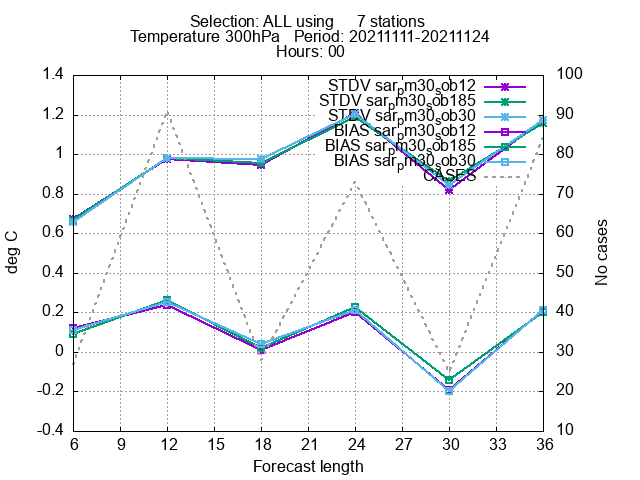 Selection: ALL using 7 stations
Temperature 300hPa Period: 20211111-20211124
Hours: 00
1.4
1.2
1
0.8
0.6
0.4
0.2
0
-0.2
-0.4
deg C
100
90
80
70
60
50
40
30
20
10
No cases
STDV sar_pm30_sob12
STDV sar_pm30_sob185
STDV sar_pm30_sob30
BIAS sar_pm30_sob12
BIAS sar_pm30_sob185
BIAS sar_pm30_sob30
CASES
6 9 12 15 18 21 24 27 30 33 36
Forecast length